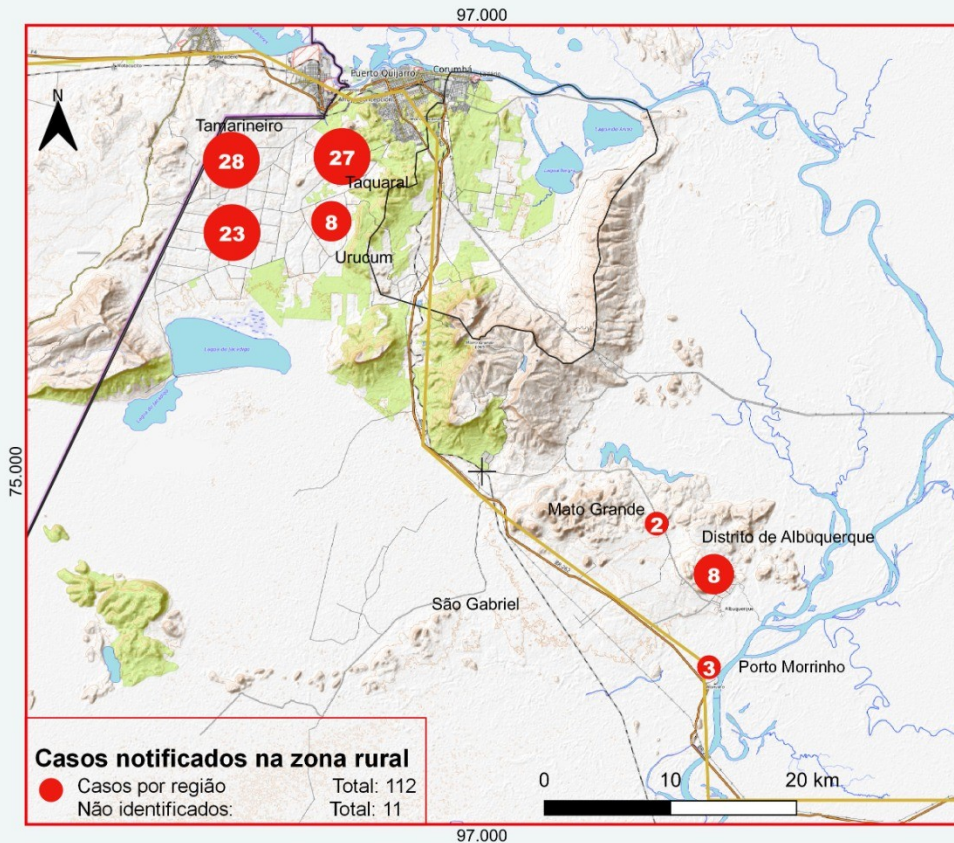 97.000
Puerto Quijarro
Corumbá
N
Tamarineiro
28
27
Taquaral
23
8
Urucum
75.000
Mato Grande
2
Distrito de Albuquerque
8
Albuquerque
São Gabriel
3
Porto Morrinho
Casos notificados na zona rural
Casos por região Total: 112
Não identificados: Total: 11
0 10 20 km
97.000